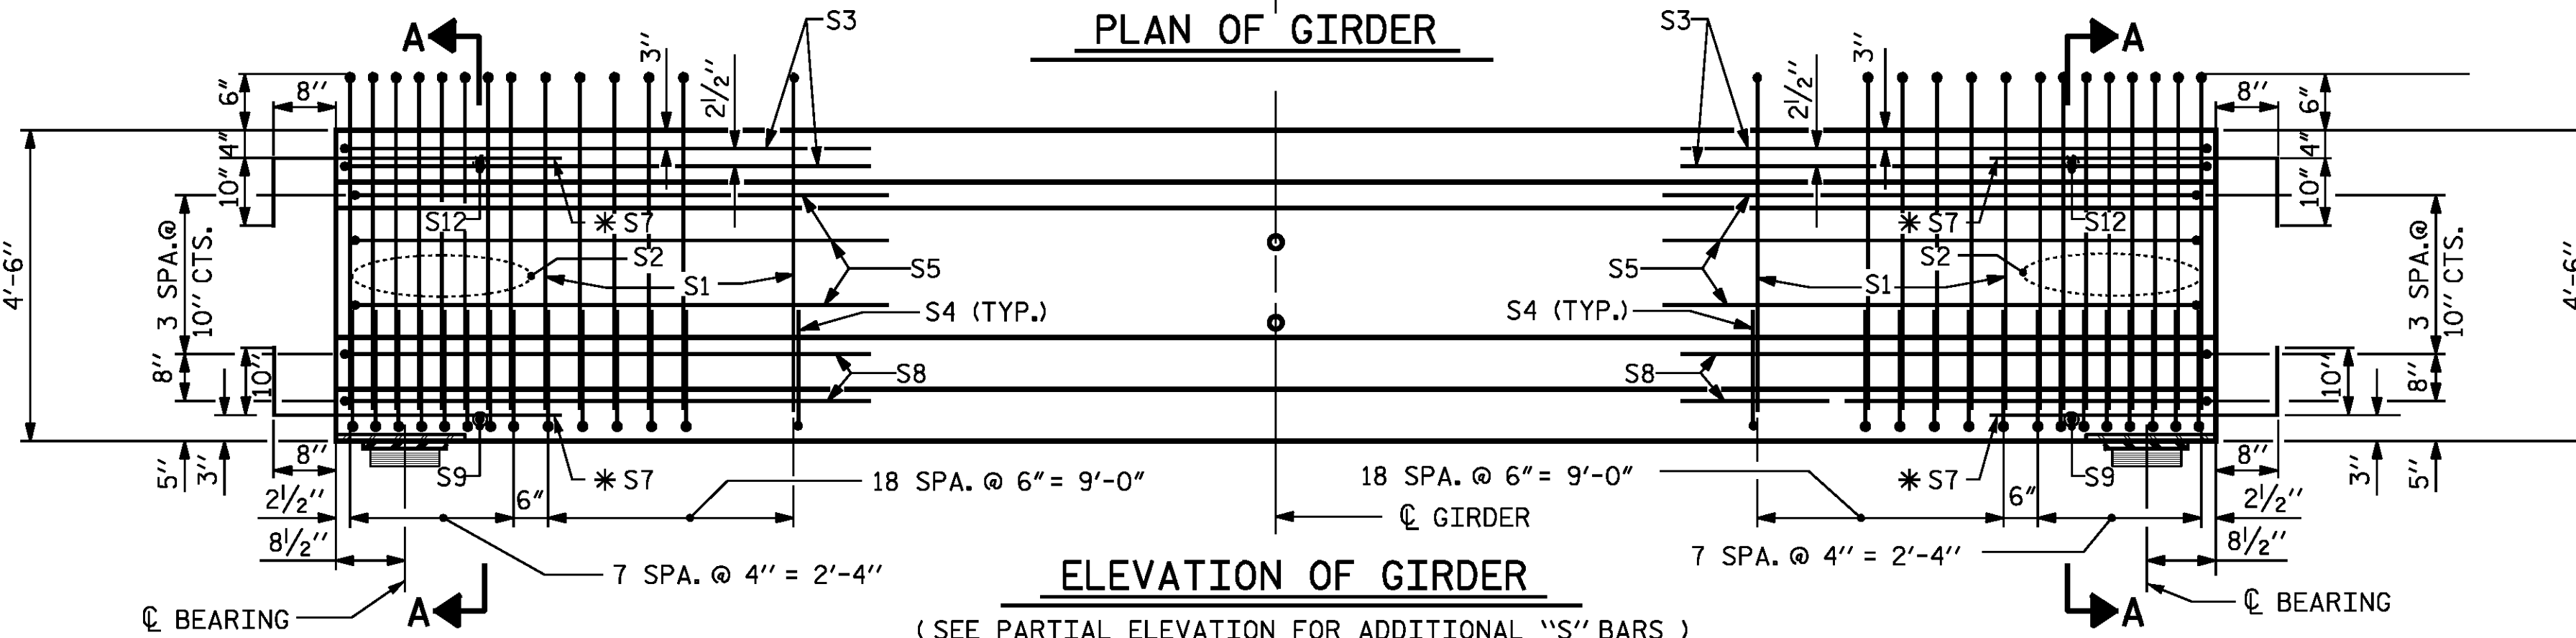 PLAN OF GIRDER
A
S3
S3
A
3"
2½"
3"
2½"
8"
6"
4"
10"
8"
6"
4"
10"
S12
✳ S7
✳ S7
S12
S2
S2
S1
S5
S5
S1
4'-6"
3 SPA.@
10" CTS.
3 SPA.@
10" CTS.
4'-6"
S4 (TYP.)
S4 (TYP.)
8"
10"
S8
S8
10"
8"
5"
3"
8"
S9
✳ S7
18 SPA. @ 6" = 9'-0"
18 SPA. @ 6" = 9'-0"
✳ S7
S9
8"
3"
5"
2½"
6"
℄ GIRDER
6"
2½"
8½"
7 SPA. @ 4" = 2'-4"
7 SPA. @ 4" = 2'-4"
8½"
ELEVATION OF GIRDER
℄ BEARING
A
A
℄ BEARING
( SEE PARTIAL ELEVATION FOR ADDITIONAL "S" BARS )